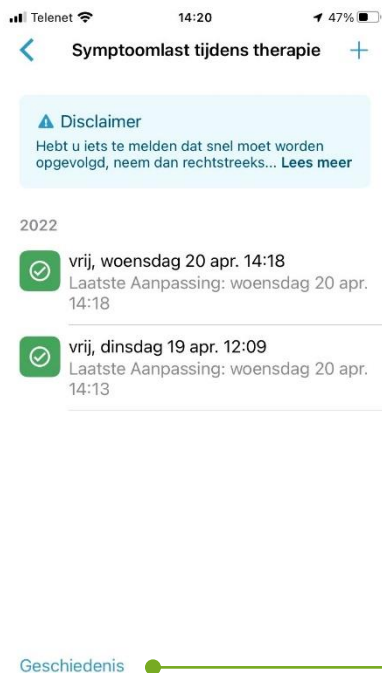 Telenet 14:20 47%
Symptoomlast tijdens therapie
Disclaimer
Hebt u iets te melden dat snel moet worden
opgevolgd, neem dan rechtstreeks... Lees meer
2022
vrij, woensdag 20 apr. 14:18
Laatste Aanpassing: woensdag 20 apr.
14:18
vrij, dinsdag 19 apr. 12:09
Laatste Aanpassing: woensdag 20 apr.
14:13
Geschiedenis